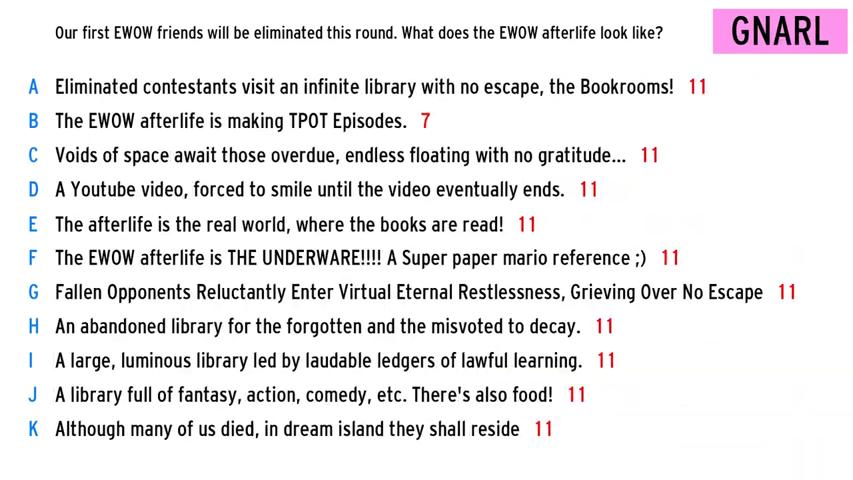 Our first EWOW friends will be eliminated this round. What does the EWOW afterlife look like?
GNARL
A Eliminated contestants visit an infinite library with no escape, the Bookrooms! 11
B The EWOW afterlife is making TPOT Episodes. 7
C Voids of space await those overdue, endless floating with no gratitude... 11
D A Youtube video, forced to smile until the video eventually ends. 11
E The afterlife is the real world, where the books are read! 11
F The EWOW afterlife is THE UNDERWARE!!!! A Super paper mario reference ;) 11
G Fallen Opponents Reluctantly Enter Virtual Eternal Restlessness, Grieving Over No Escape 11
H An abandoned library for the forgotten and the misvoted to decay. 11
I A large, luminous library led by laudable ledgers of lawful learning. 11
J A library full of fantasy, action, comedy, etc. There's also food! 11
K Although many of us died, in dream island they shall reside 11